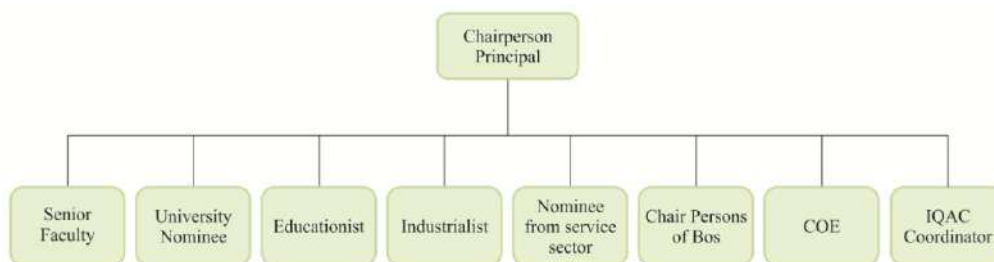 Chairperson
Principal
Senior
Faculty
University
Nominee
Educationist
Industrialist
Nominee
from service
sector
Chair Persons
of Bos
COE
IQAC
Coordinator